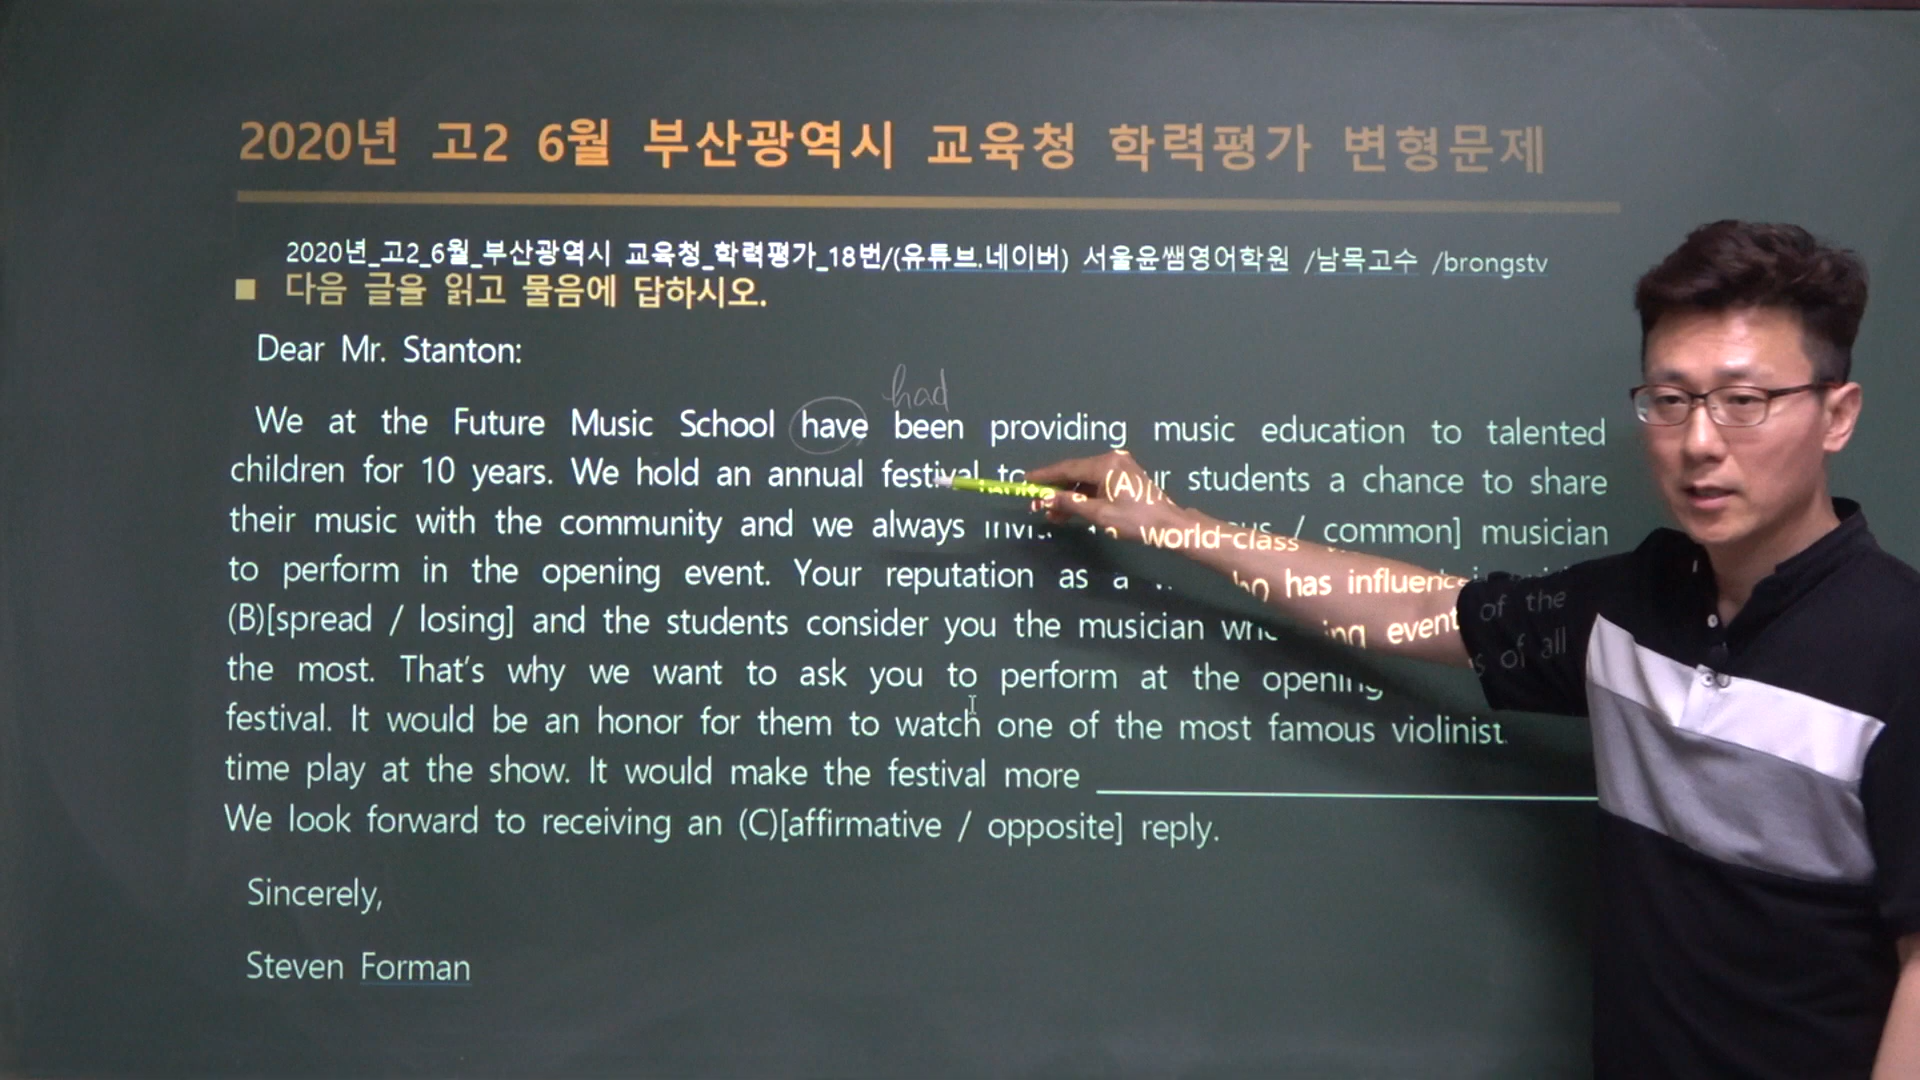 2020년 고2 6월 부산광역시 교육청 학력평가 변형문제
2020년_고2_6월_부산광역시 교육청_학력평가_18번/(유튜브.네이버) 서울윤쌤영어학원 /남목고수 /brongstv
■ 다음 글을 읽고 물음에 답하시오.
Dear Mr. Stanton:
had
We at the Future Music School have been providing music education to talented
children for 10 years. We hold an annual festival to students a chance to share
their music with the community and we always (A)[ world-class / common] musician
to perform in the opening event. Your reputation as a has
(B)[spread / losing] and the students consider you the musician who has
the most. That's why we want to ask you to perform at the opening event of the
festival. It would be an honor for them to watch one of the most famous violinist of all
time play at the show. It would make the festival more
We look forward to receiving an (C)[affirmative / opposite] reply.
Sincerely,
Steven Forman